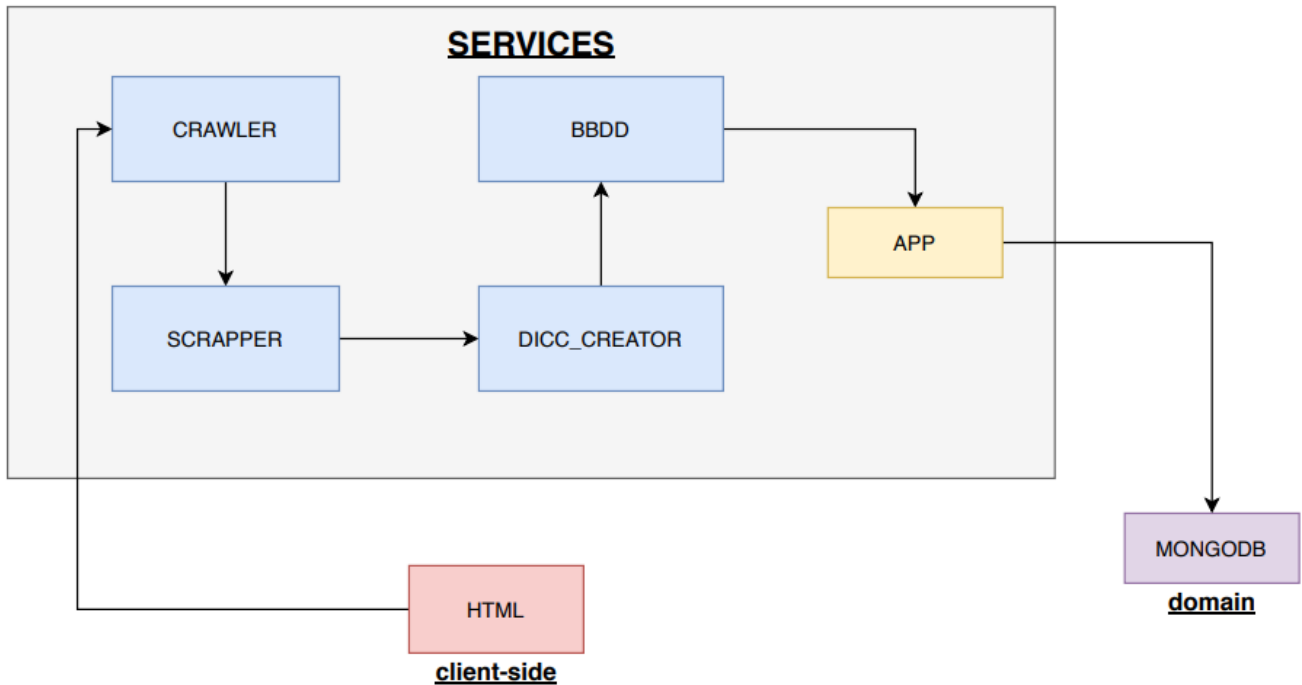 SERVICES
CRAWLER
BBDD
APP
SCRAPPER
DICC_CREATOR
MONGODB
domain
HTML
client-side